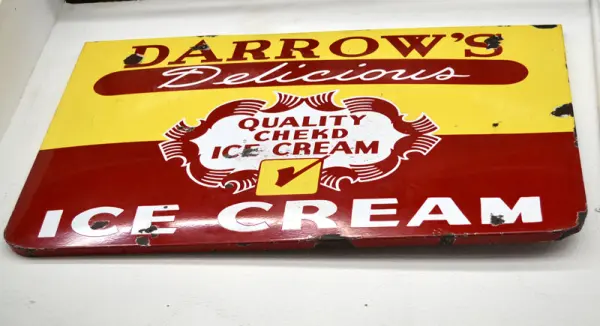 DARROW'S
Delicious
QUALITY
CHEKD
ICE CREAM
ICE CREAM